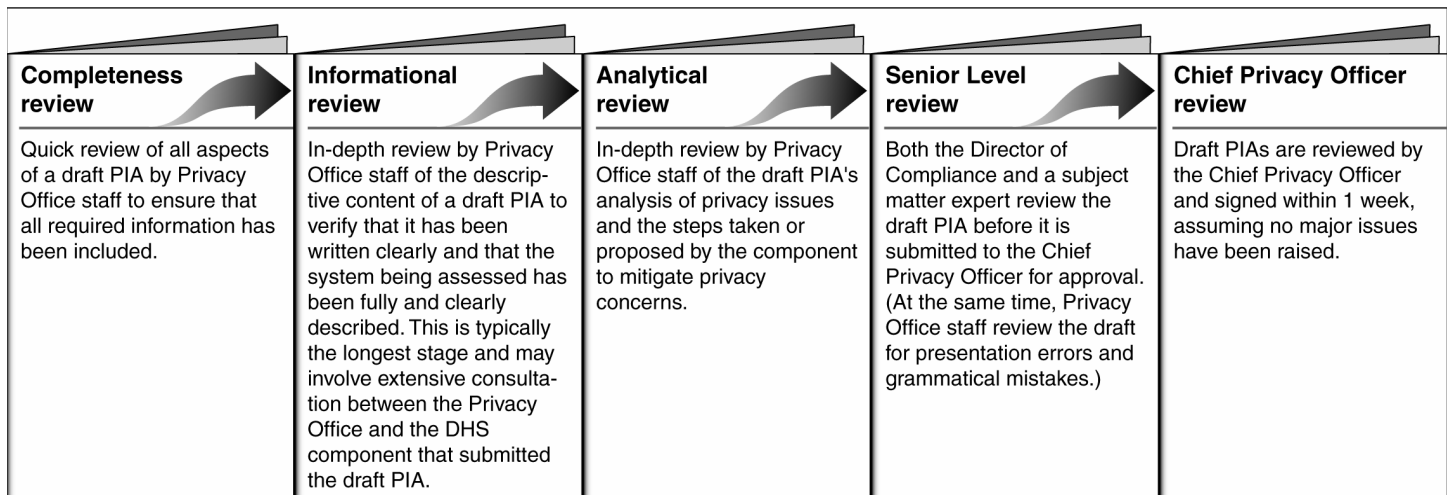 Completeness
review
Quick review of all aspects
of a draft PIA by Privacy
Office staff to ensure that
all required information has
been included.
Informational
review
In-depth review by Privacy
Office staff of the descrip-
tive content of a draft PIA to
verify that it has been
written clearly and that the
system being assessed has
been fully and clearly
described. This is typically
the longest stage and may
involve extensive consulta-
tion between the Privacy
Office and the DHS
component that submitted
the draft PIA.
Analytical
review
In-depth review by Privacy
Office staff of the draft PIA's
analysis of privacy issues
and the steps taken or
proposed by the component
to mitigate privacy
concerns.
Senior Level
review
Both the Director of
Compliance and a subject
matter expert review the
draft PIA before it is
submitted to the Chief
Privacy Officer for approval.
(At the same time, Privacy
Office staff review the draft
for presentation errors and
grammatical mistakes.)
Chief Privacy Officer
review
Draft PIAs are reviewed by
the Chief Privacy Officer
and signed within 1 week,
assuming no major issues
have been raised.